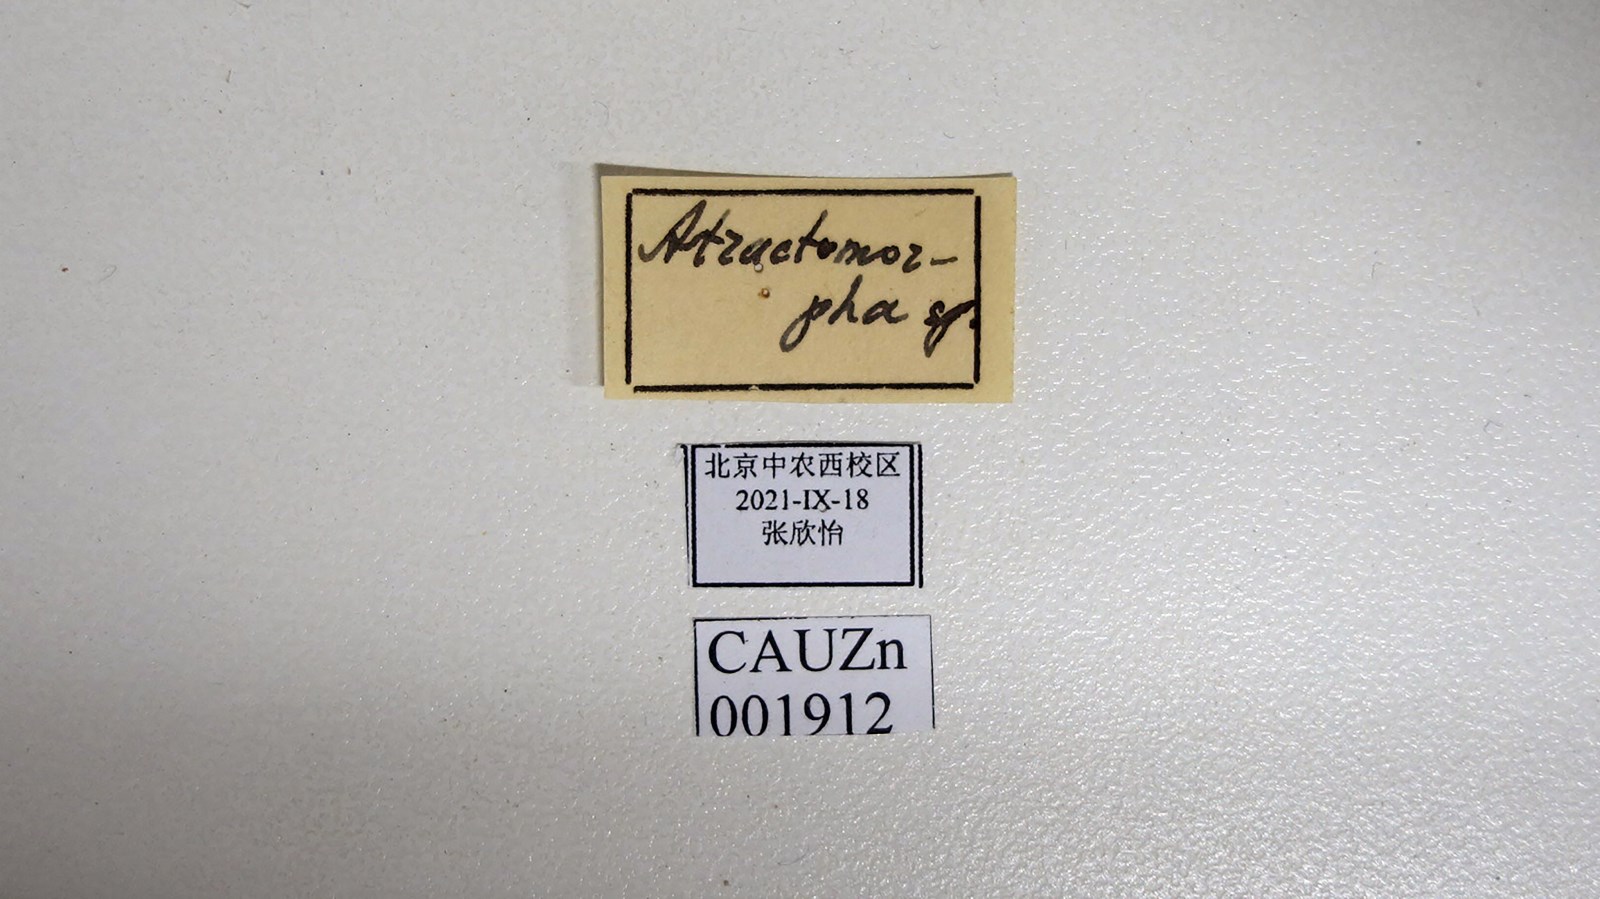 Atractomor-
pha sp.
北京中农西校区
2021-IX-18
张欣怡
CAUZn
001912